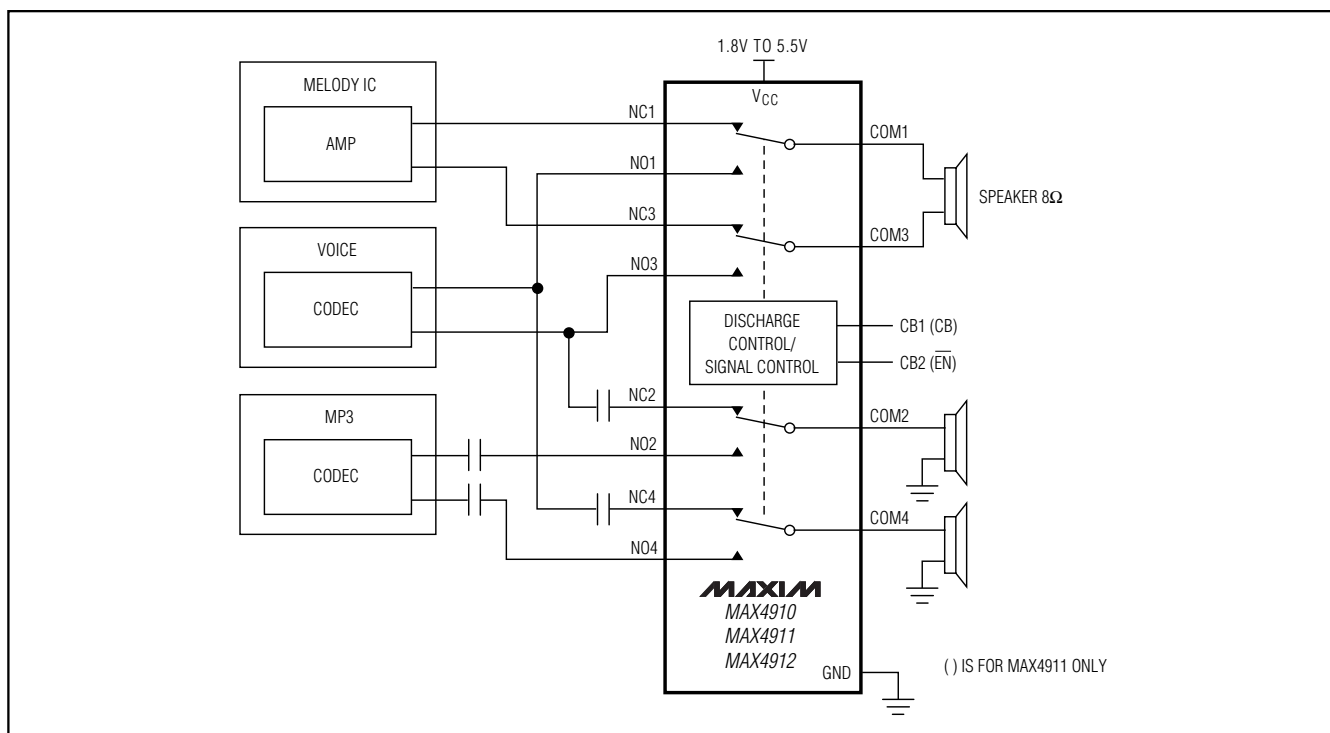 1.8V TO 5.5V
MELODY IC
AMP
VOICE
CODEC
MP3
CODEC
VCC
NC1
NO1
NC3
NO3
NC2
NO2
NC4
NO4
DISCHARGE
CONTROL/
SIGNAL CONTROL
MAXIM
MAX4910
MAX4911
MAX4912
GND
COM1
COM3
SPEAKER 8Ω
CB1 (CB)
CB2 (E̅N̅)
COM2
COM4
( ) IS FOR MAX4911 ONLY